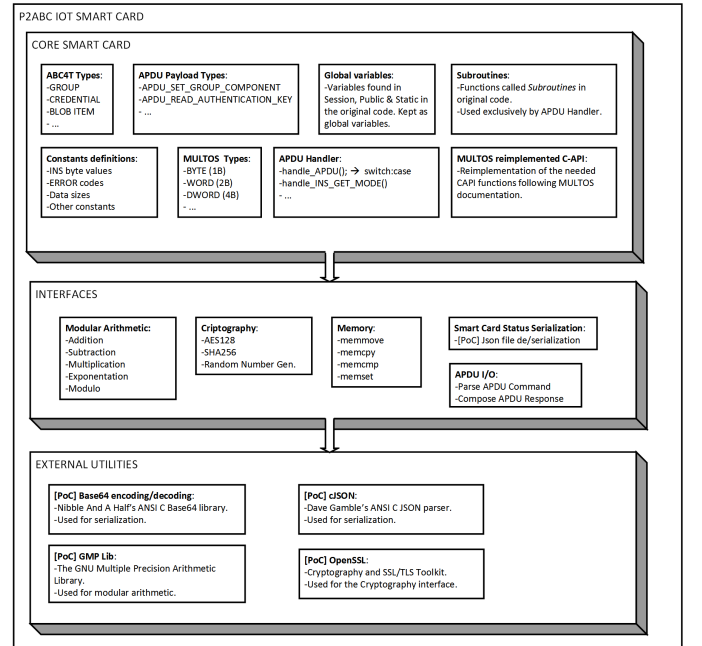 P2ABC IOT SMART CARD
CORE SMART CARD
ABC4T Types:
-GROUP
-CREDENTIAL
-BLOB ITEM
- ...
APDU Payload Types:
-APDU_SET_GROUP_COMPONENT
-APDU_READ_AUTHENTICATION_KEY
- ...
Global variables:
-Variables found in
Session, Public & Static in
the original code. Kept as
global variables.
Subroutines:
-Functions called Subroutines in
original code.
-Used exclusively by APDU Handler.
Constants definitions:
-INS byte values
-ERROR codes
-Data sizes
-Other constants
MULTOS Types:
-BYTE (1B)
-WORD (2B)
-DWORD (4B)
- ...
APDU Handler:
-handle_APDU(); → switch:case
-handle_INS_GET_MODE()
- ...
MULTOS reimplemented C-API:
-Reimplementation of the needed
CAPI functions following MULTOS
documentation.
INTERFACES
Modular Arithmetic:
-Addition
-Subtraction
-Multiplication
-Exponentation
-Modulo
Criptography:
-AES128
-SHA256
-Random Number Gen.
Memory:
-memmove
-memcpy
-memcmp
-memset
Smart Card Status Serialization:
-[PoC] Json file de/serialization
APDU I/O:
-Parse APDU Command
-Compose APDU Response
EXTERNAL UTILITIES
[PoC] Base64 encoding/decoding:
-Nibble And A Half's ANSI C Base64 library.
-Used for serialization.
[PoC] cJSON:
-Dave Gamble's ANSI C JSON parser.
-Used for serialization.
[PoC] GMP Lib:
-The GNU Multiple Precision Arithmetic
Library.
-Used for modular arithmetic.
[PoC] OpenSSL:
-Cryptography and SSL/TLS Toolkit.
-Used for the Cryptography interface.